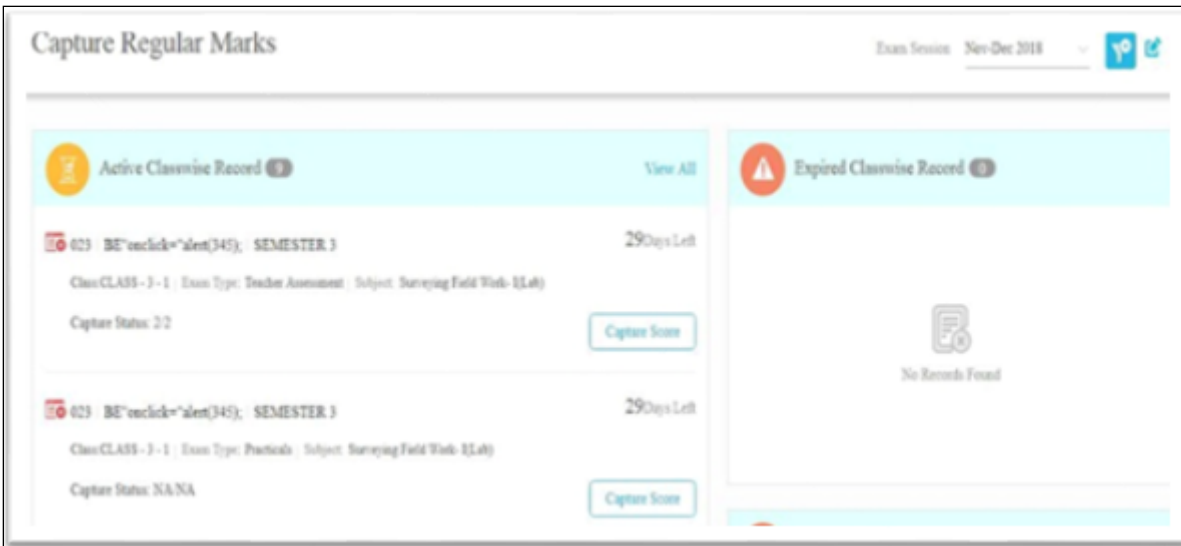 Capture Regular Marks
Exam Session Nov-Dec 2018
Active Classwise Record 9 View All
023 | BE"onclick="alert(345); | SEMESTER 3 29Days Left
Class:CLASS - 3 - 1 | Exam Type: Teacher Assessment | Subject: Surveying Field Work- I(Lab)
Capture Status: 2/2
Capture Score
023 | BE"onclick="alert(345); | SEMESTER 3 29Days Left
Class:CLASS - 3 - 1 | Exam Type: Practicals | Subject: Surveying Field Work- I(Lab)
Capture Status: NA/NA
Capture Score
Expired Classwise Record 0
No Records Found